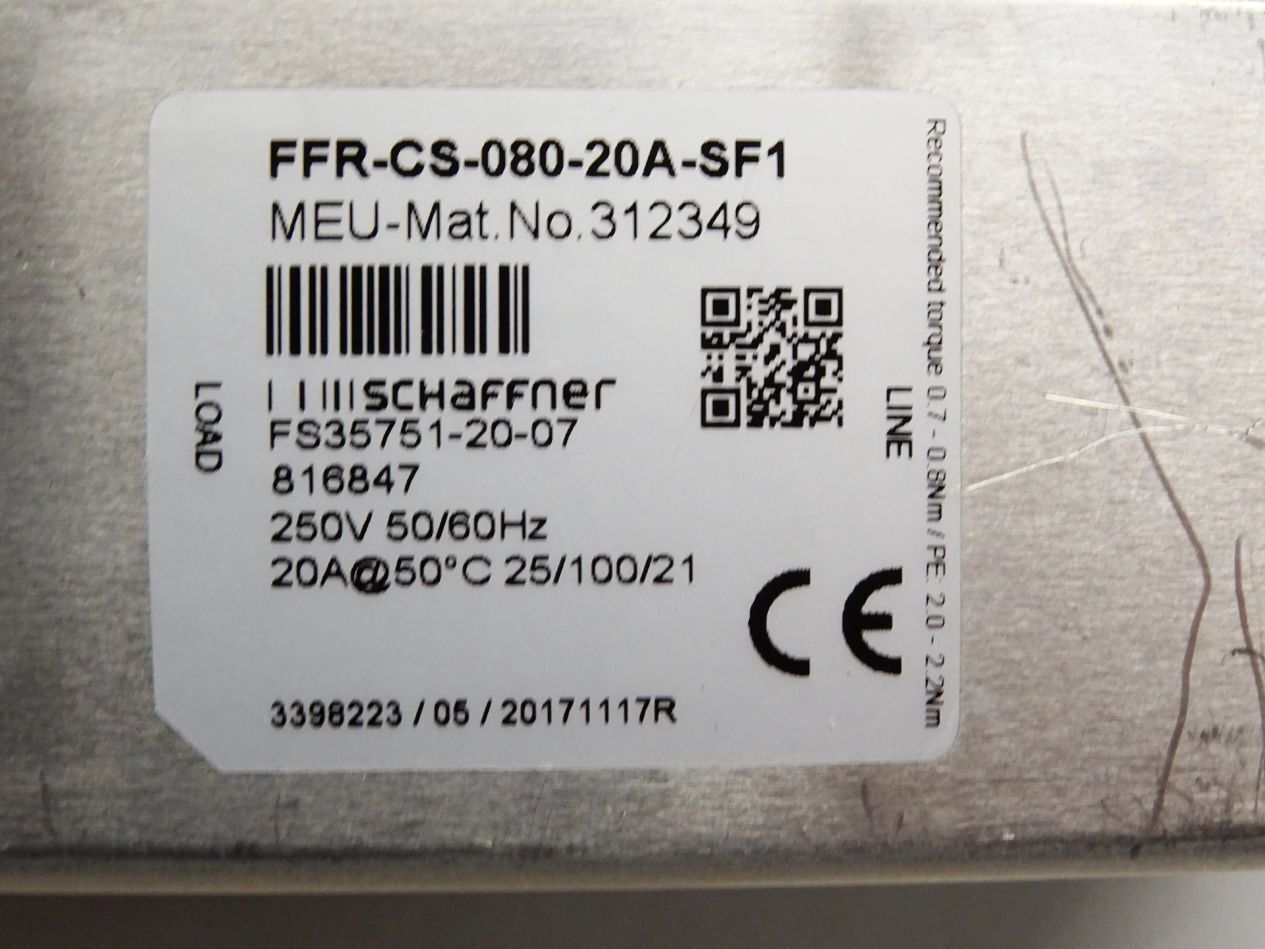 FFR-CS-080-20A-SF1
MEU-Mat.No.312349
SCHAFFNER
FS35751-20-07
816847
250V 50/60Hz
20A@50°C 25/100/21
CE
3398223 / 05 / 20171117R
LOAD
LINE
Recommended torque 0.7 - 0.8Nm / PE: 2.0 - 2.2Nm